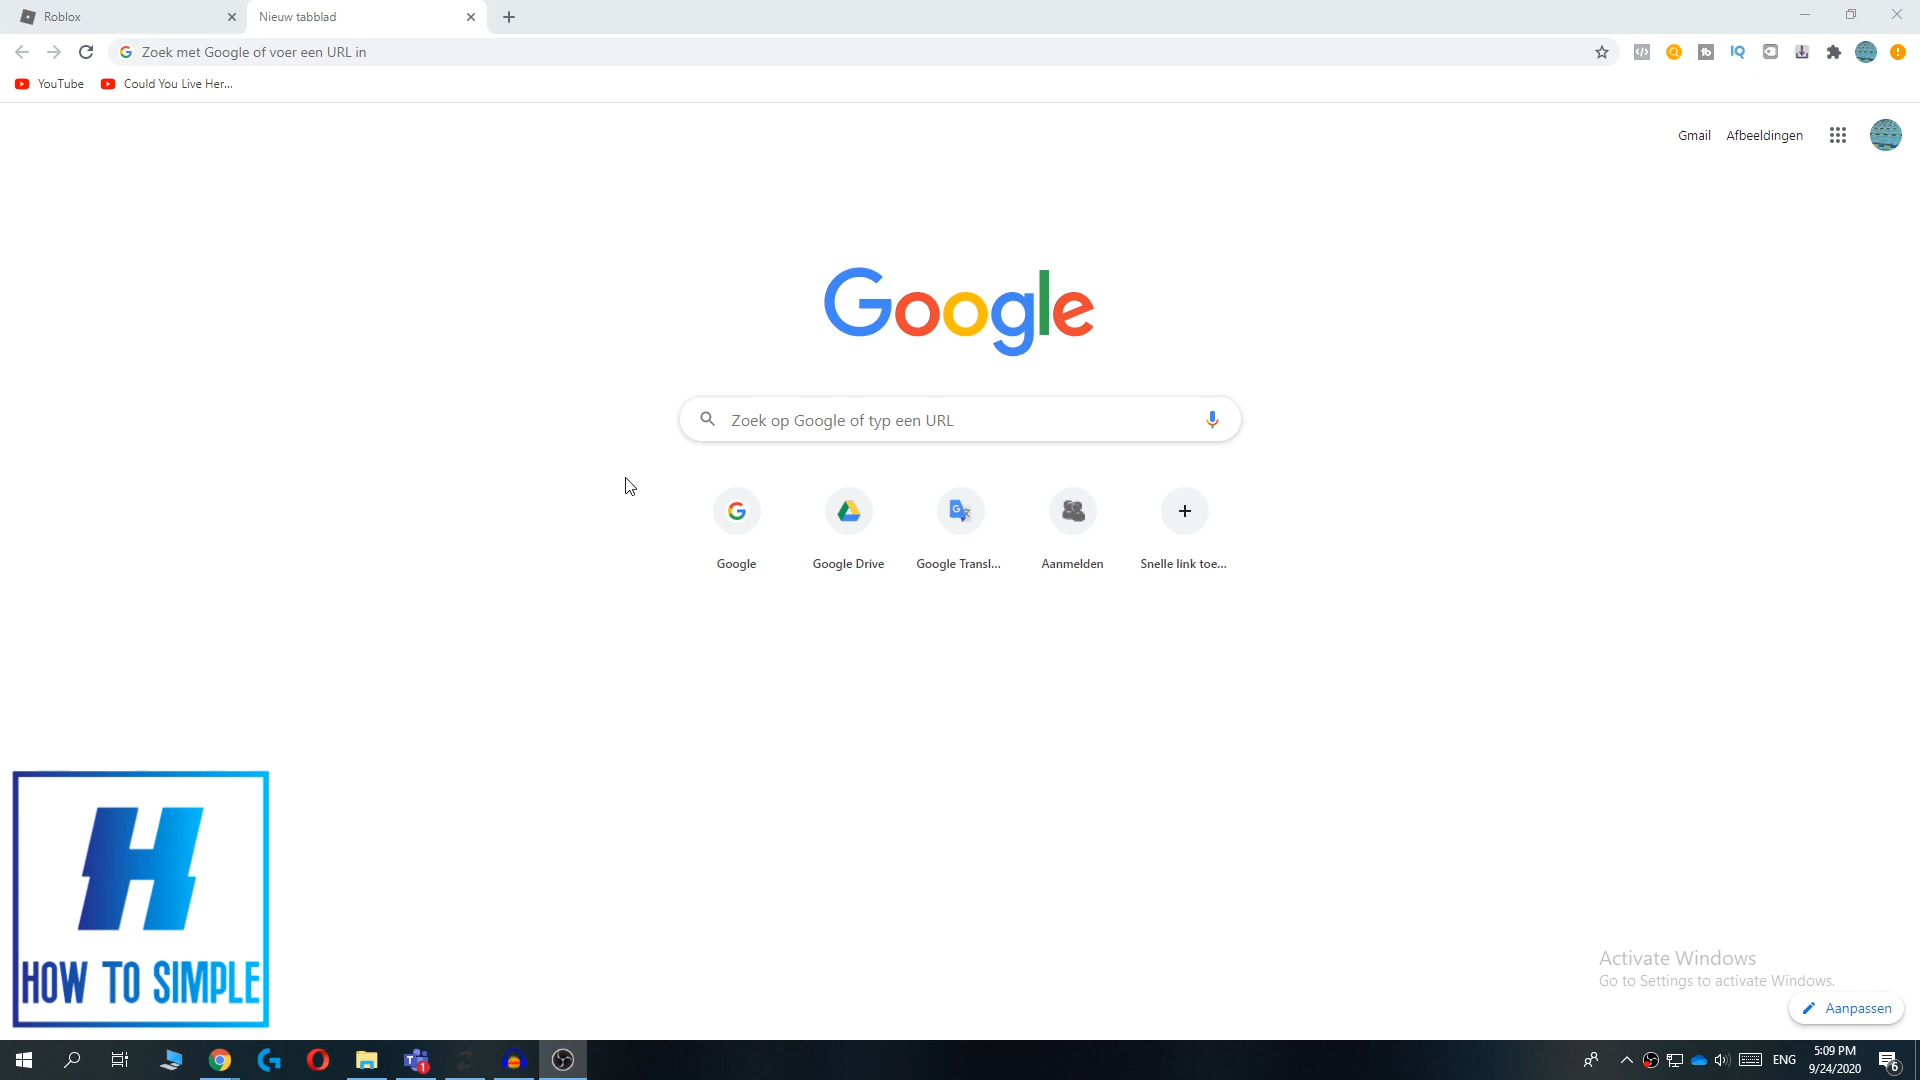 Roblox
Nieuw tabblad
Zoek met Google of voer een URL in
YouTube
Could You Live Her...
Gmail
Afbeeldingen
Google
Zoek op Google of typ een URL
Google
Google Drive
Google Transl...
Aanmelden
Snelle link toe...
H
HOW TO SIMPLE
Activate Windows
Go to Settings to activate Windows.
Aanpassen
ENG
5:09 PM
9/24/2020
6